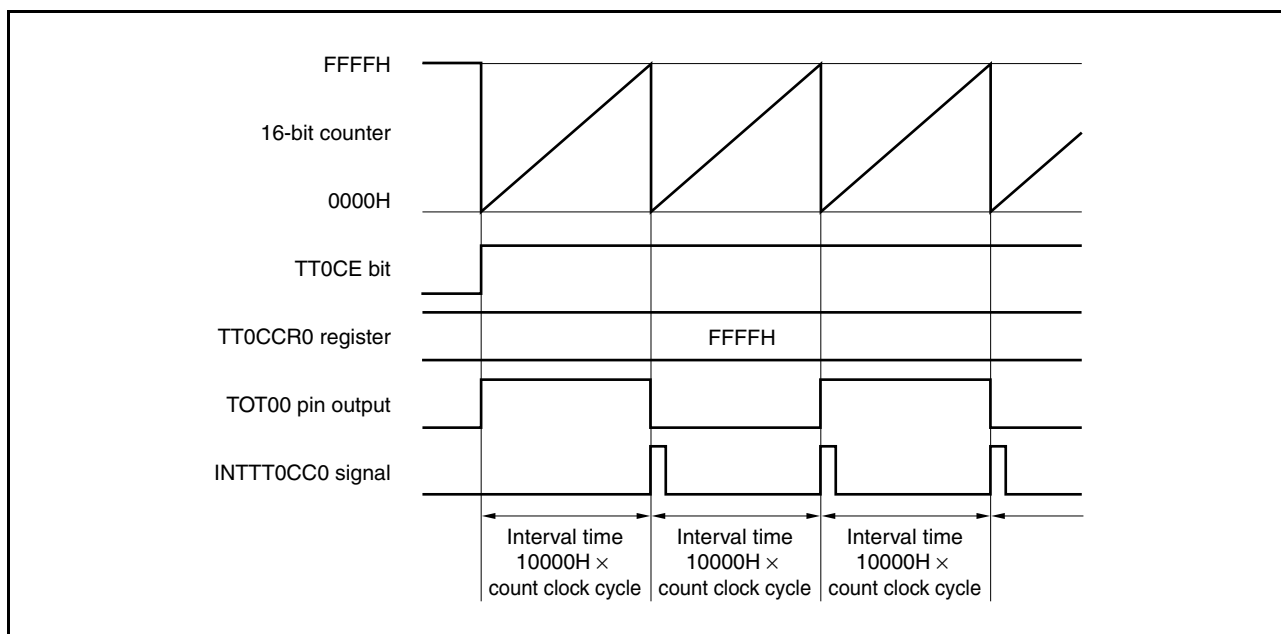 FFFFH
16-bit counter
0000H
TT0CE bit
TT0CCR0 register
FFFFH
TOT00 pin output
INTTT0CC0 signal
Interval time
10000H ×
count clock cycle
Interval time
10000H ×
count clock cycle
Interval time
10000H ×
count clock cycle